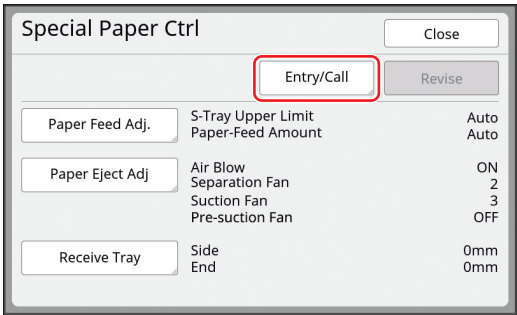 Special Paper Ctrl
Close
Entry/Call
Revise
Paper Feed Adj.
S-Tray Upper Limit Auto
Paper-Feed Amount Auto
Paper Eject Adj
Air Blow ON
Separation Fan 2
Suction Fan 3
Pre-suction Fan OFF
Receive Tray
Side 0mm
End 0mm